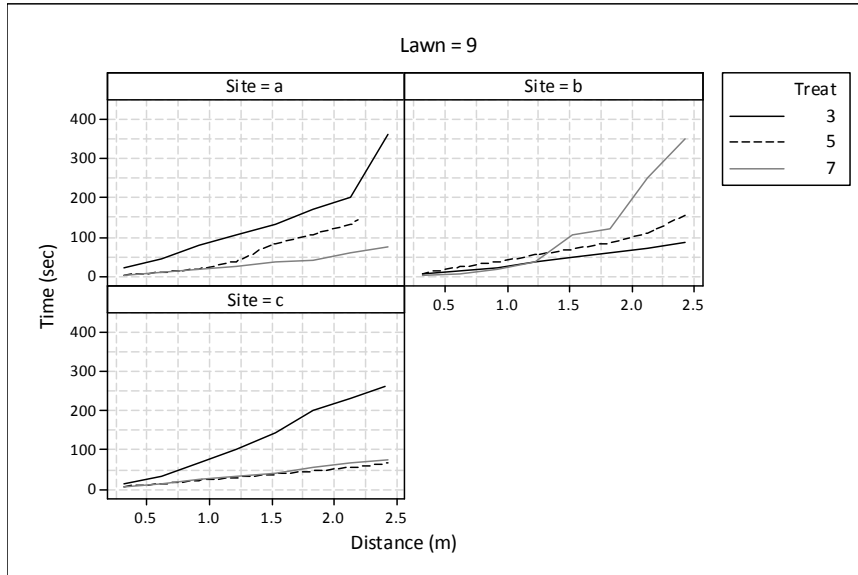 Lawn = 9
Site = a
Site = b
Treat
3
5
7
400
300
200
100
0
0.5 1.0 1.5 2.0 2.5
Site = c
400
300
200
100
0
0.5 1.0 1.5 2.0 2.5
Time (sec)
Distance (m)